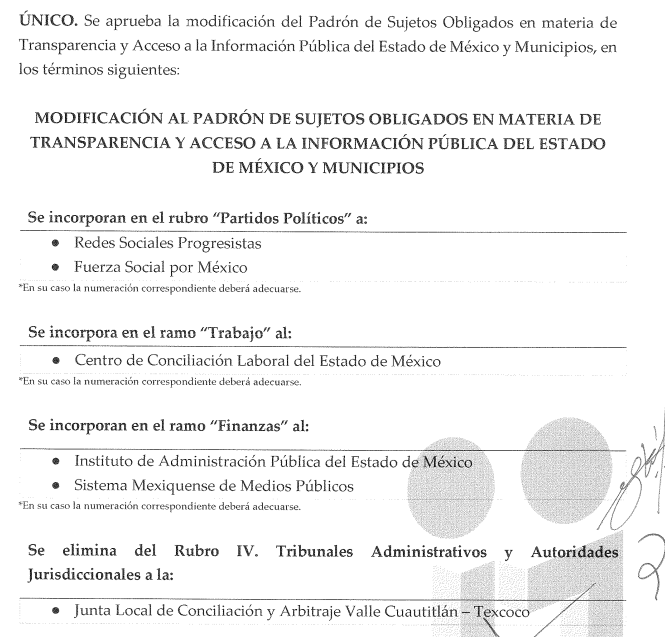 ÚNICO. Se aprueba la modificación del Padrón de Sujetos Obligados en materia de
Transparencia y Acceso a la Información Pública del Estado de México y Municipios, en
los términos siguientes:
MODIFICACIÓN AL PADRÓN DE SUJETOS OBLIGADOS EN MATERIA DE
TRANSPARENCIA Y ACCESO A LA INFORMACIÓN PÚBLICA DEL ESTADO
DE MÉXICO Y MUNICIPIOS
Se incorporan en el rubro “Partidos Políticos” a:
● Redes Sociales Progresistas
● Fuerza Social por México
*En su caso la numeración correspondiente deberá adecuarse.
Se incorpora en el ramo “Trabajo” al:
● Centro de Conciliación Laboral del Estado de México
*En su caso la numeración correspondiente deberá adecuarse.
Se incorporan en el ramo “Finanzas” al:
● Instituto de Administración Pública del Estado de México
● Sistema Mexiquense de Medios Públicos
*En su caso la numeración correspondiente deberá adecuarse.
Se elimina del Rubro IV. Tribunales Administrativos y Autoridades
Jurisdiccionales a la:
● Junta Local de Conciliación y Arbitraje Valle Cuautitlán – Texcoco